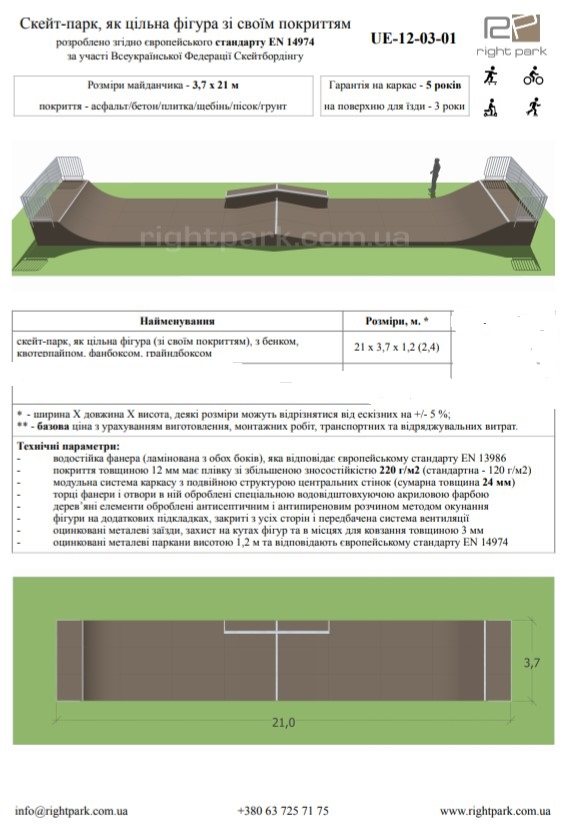 Скейт-парк, як цільна фігура зі своїм покриттям
розроблено згідно європейського стандарту EN 14974
за участі Всеукраїнської Федерації Скейтбордінгу
UE-12-03-01
right park
Розміри майданчика - 3,7 х 21 м
покриття - асфальт/бетон/плитка/щебінь/пісок/грунт
Гарантія на каркас - 5 років
на поверхню для їзди - 3 роки
rightpark.com.ua
Найменування Розміри, м. *
скейт-парк, як цільна фігура (зі своїм покриттям), з бенком,
квотерпайпом, фанбоксом, грайндбоксом
21 х 3,7 х 1,2 (2,4)
* - ширина Х довжина Х висота, деякі розміри можуть відрізнятися від ескізних на +/- 5 %;
** - базова ціна з урахуванням виготовлення, монтажних робіт, транспортних та відряджувальних витрат.
Технічні параметри:
- водостійка фанера (ламінована з обох боків), яка відповідає європейському стандарту EN 13986
- покриття товщиною 12 мм має плівку зі збільшеною зносостійкістю 220 г/м2 (стандартна - 120 г/м2)
- модульна система каркасу з подвійною структурою центральних стінок (сумарна товщина 24 мм)
- торці фанери і отвори в ній оброблені спеціальною водовідштовхуючою акриловою фарбою
- дерев’яні елементи оброблені антисептичним і антипиреновим розчином методом окунання
- фігури на додаткових підкладках, закриті з усіх сторін і передбачена система вентиляції
- оцинковані металеві заїзди, захист на кутах фігур та в місцях для ковзання товщиною 3 мм
- оцинковані металеві паркани висотою 1,2 м та відповідають європейському стандарту EN 14974
3,7
21,0
info@rightpark.com.ua +380 63 725 71 75 www.rightpark.com.ua